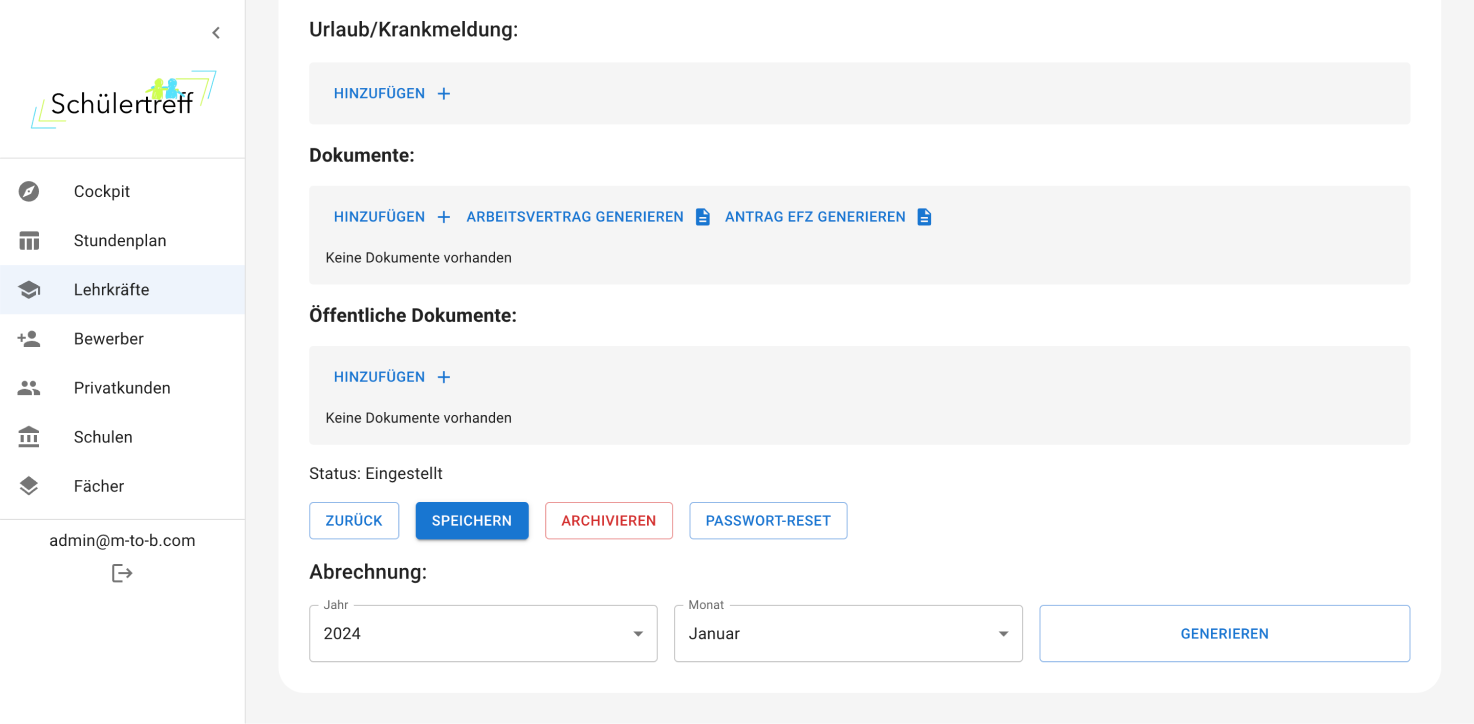 Schülertreff
Cockpit
Stundenplan
Lehrkräfte
Bewerber
Privatkunden
Schulen
Fächer
admin@m-to-b.com
Urlaub/Krankmeldung:
HINZUFÜGEN
Dokumente:
HINZUFÜGEN ARBEITSVERTRAG GENERIEREN ANTRAG EFZ GENERIEREN
Keine Dokumente vorhanden
Öffentliche Dokumente:
HINZUFÜGEN
Keine Dokumente vorhanden
Status: Eingestellt
ZURÜCK SPEICHERN ARCHIVIEREN PASSWORT-RESET
Abrechnung:
Jahr Monat
2024 Januar GENERIEREN